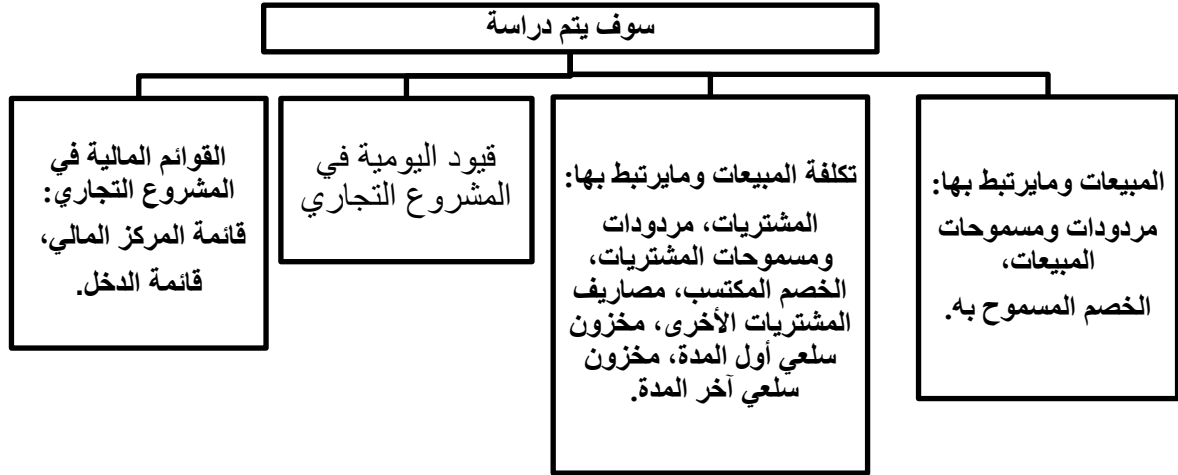 سوف يتم دراسة
المبيعات ومايرتبط بها:
مردودات ومسموحات
المبيعات،
الخصم المسموح به.
تكلفة المبيعات ومايرتبط بها:
المشتريات، مردودات
ومسموحات المشتريات،
الخصم المكتسب، مصاريف
المشتريات الأخرى، مخزون
سلعي أول المدة، مخزون
سلعي آخر المدة.
قيود اليومية في
المشروع التجاري
القوائم المالية في
المشروع التجاري:
قائمة المركز المالي،
قائمة الدخل.